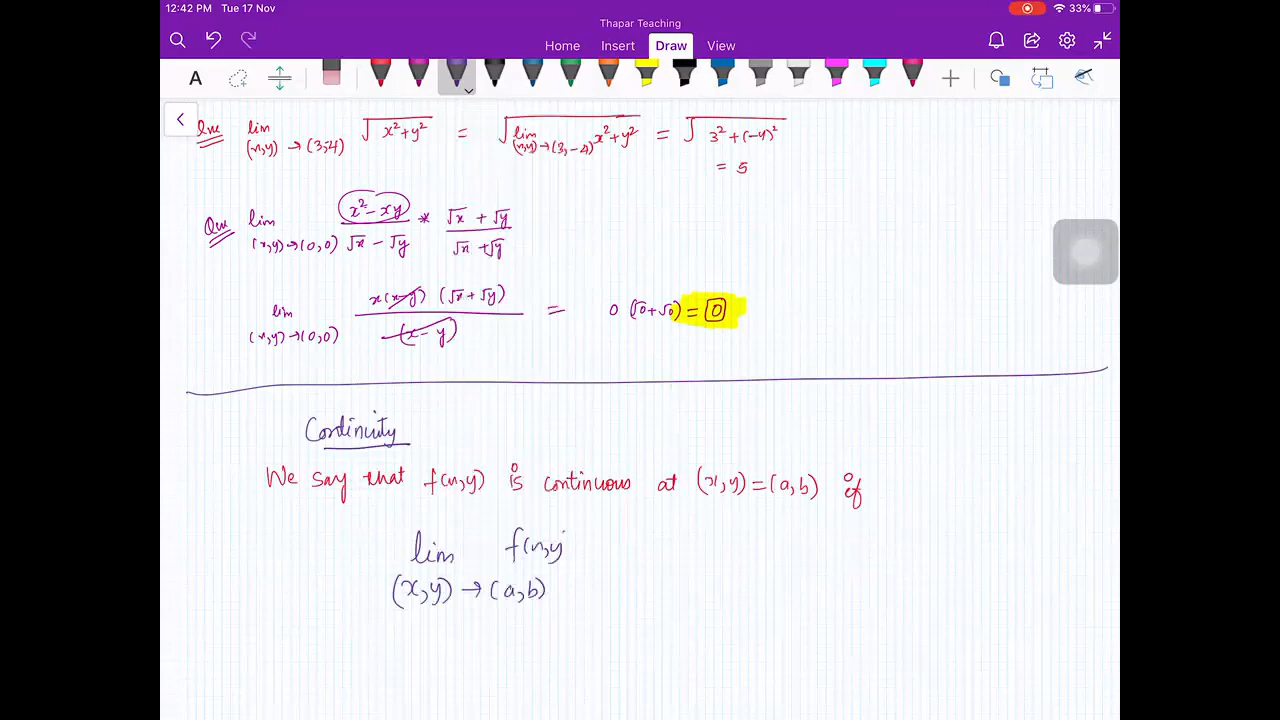 12:42 PM Tue 17 Nov 33%
Thapar Teaching
Home Insert Draw View
A
Que lim (x,y) → (3,-4) √x²+y² = √lim (x,y)→(3,-4) x²+y² = √3²+(-4)²
= 5
Que lim (x,y)→(0,0) x²-xy / √x - √y * √x + √y / √x + √y
lim (x,y)→(0,0) x(x-y) (√x+√y) / (x-y) = 0 (√0+√0) = 0
Continuity
We say that f(x,y) is continuous at (x,y)=(a,b) if
lim f(x,y
(x,y) → (a,b)